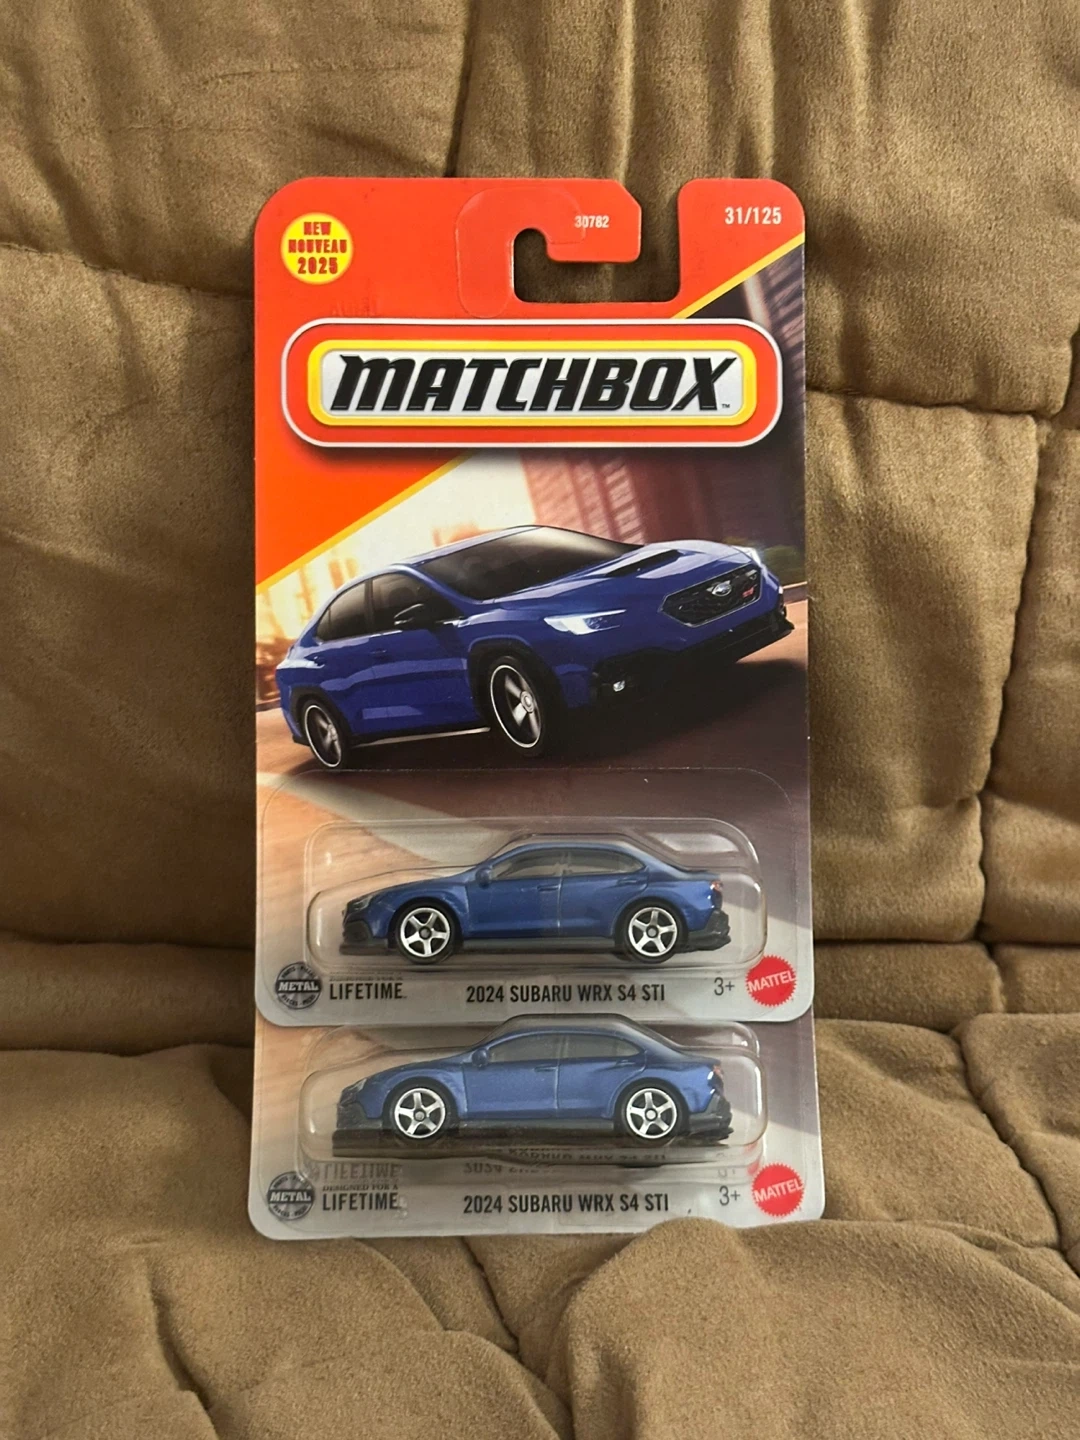 NEW
NOUVEAU
2025
30782
31/125
MATCHBOX™
METAL
LIFETIME
2024 SUBARU WRX S4 STI
3+
MATTEL
METAL
DESIGNED FOR A
LIFETIME
2024 SUBARU WRX S4 STI
3+
MATTEL